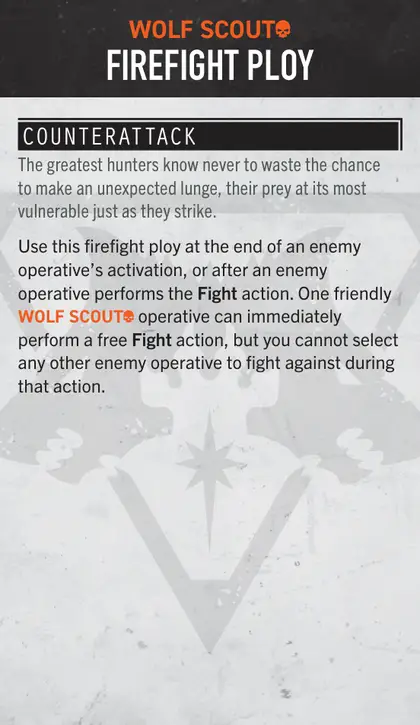 WOLF SCOUT
FIREFIGHT PLOY
COUNTERATTACK
The greatest hunters know never to waste the chance
to make an unexpected lunge, their prey at its most
vulnerable just as they strike.
Use this firefight ploy at the end of an enemy
operative’s activation, or after an enemy
operative performs the Fight action. One friendly
WOLF SCOUT operative can immediately
perform a free Fight action, but you cannot select
any other enemy operative to fight against during
that action.